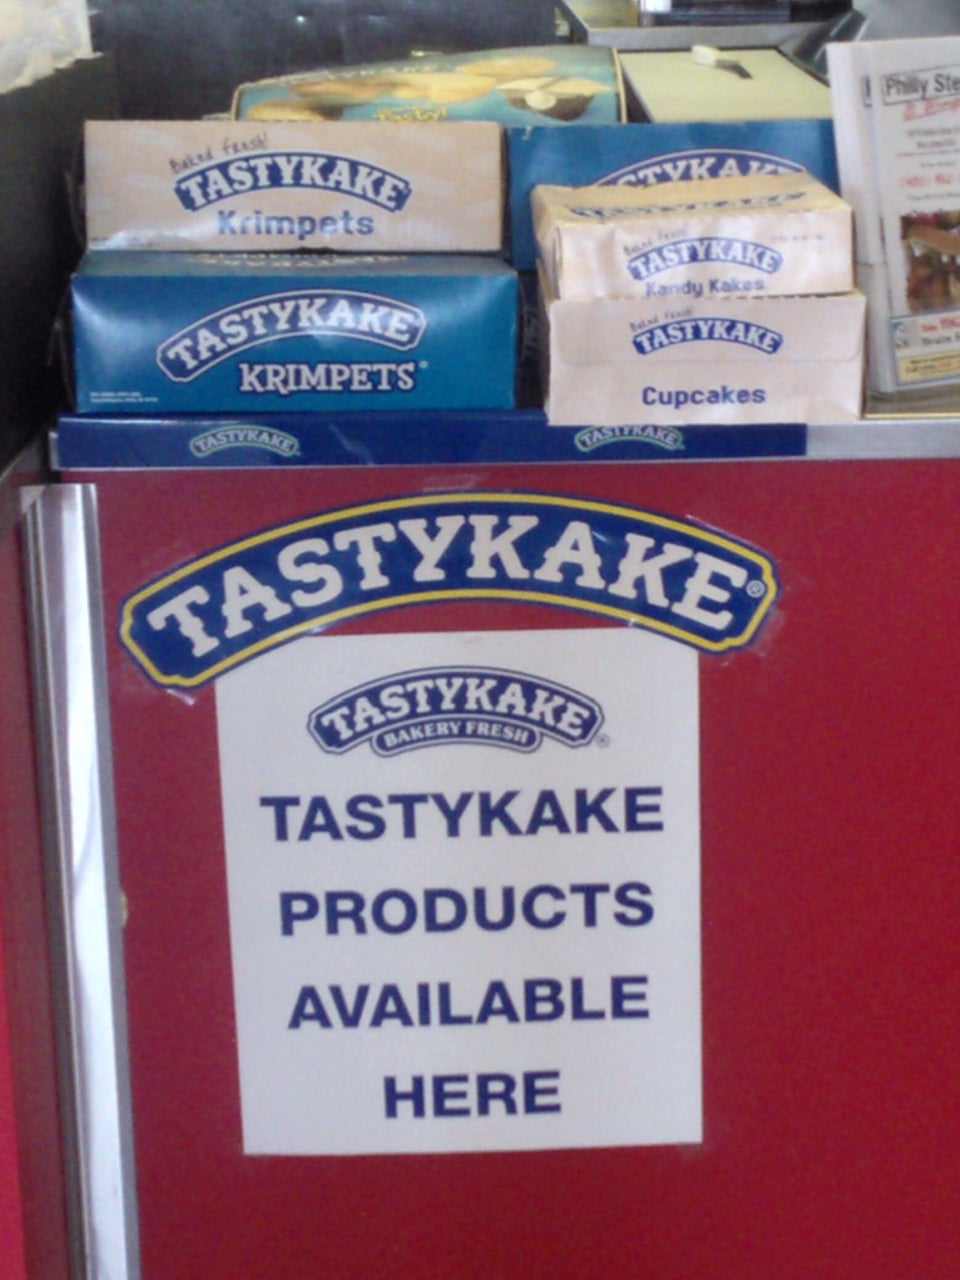 Baked fresh!
TASTYKAKE
Krimpets
TASTYKAKE
KRIMPETS®
TASTYKAKE
Baked fresh!
TASTYKAKE
Kandy Kakes
Baked fresh!
TASTYKAKE
Cupcakes
Philly
TASTYKAKE
TASTYKAKE
TASTYKAKE®
TASTYKAKE®
BAKERY FRESH
TASTYKAKE
PRODUCTS
AVAILABLE
HERE